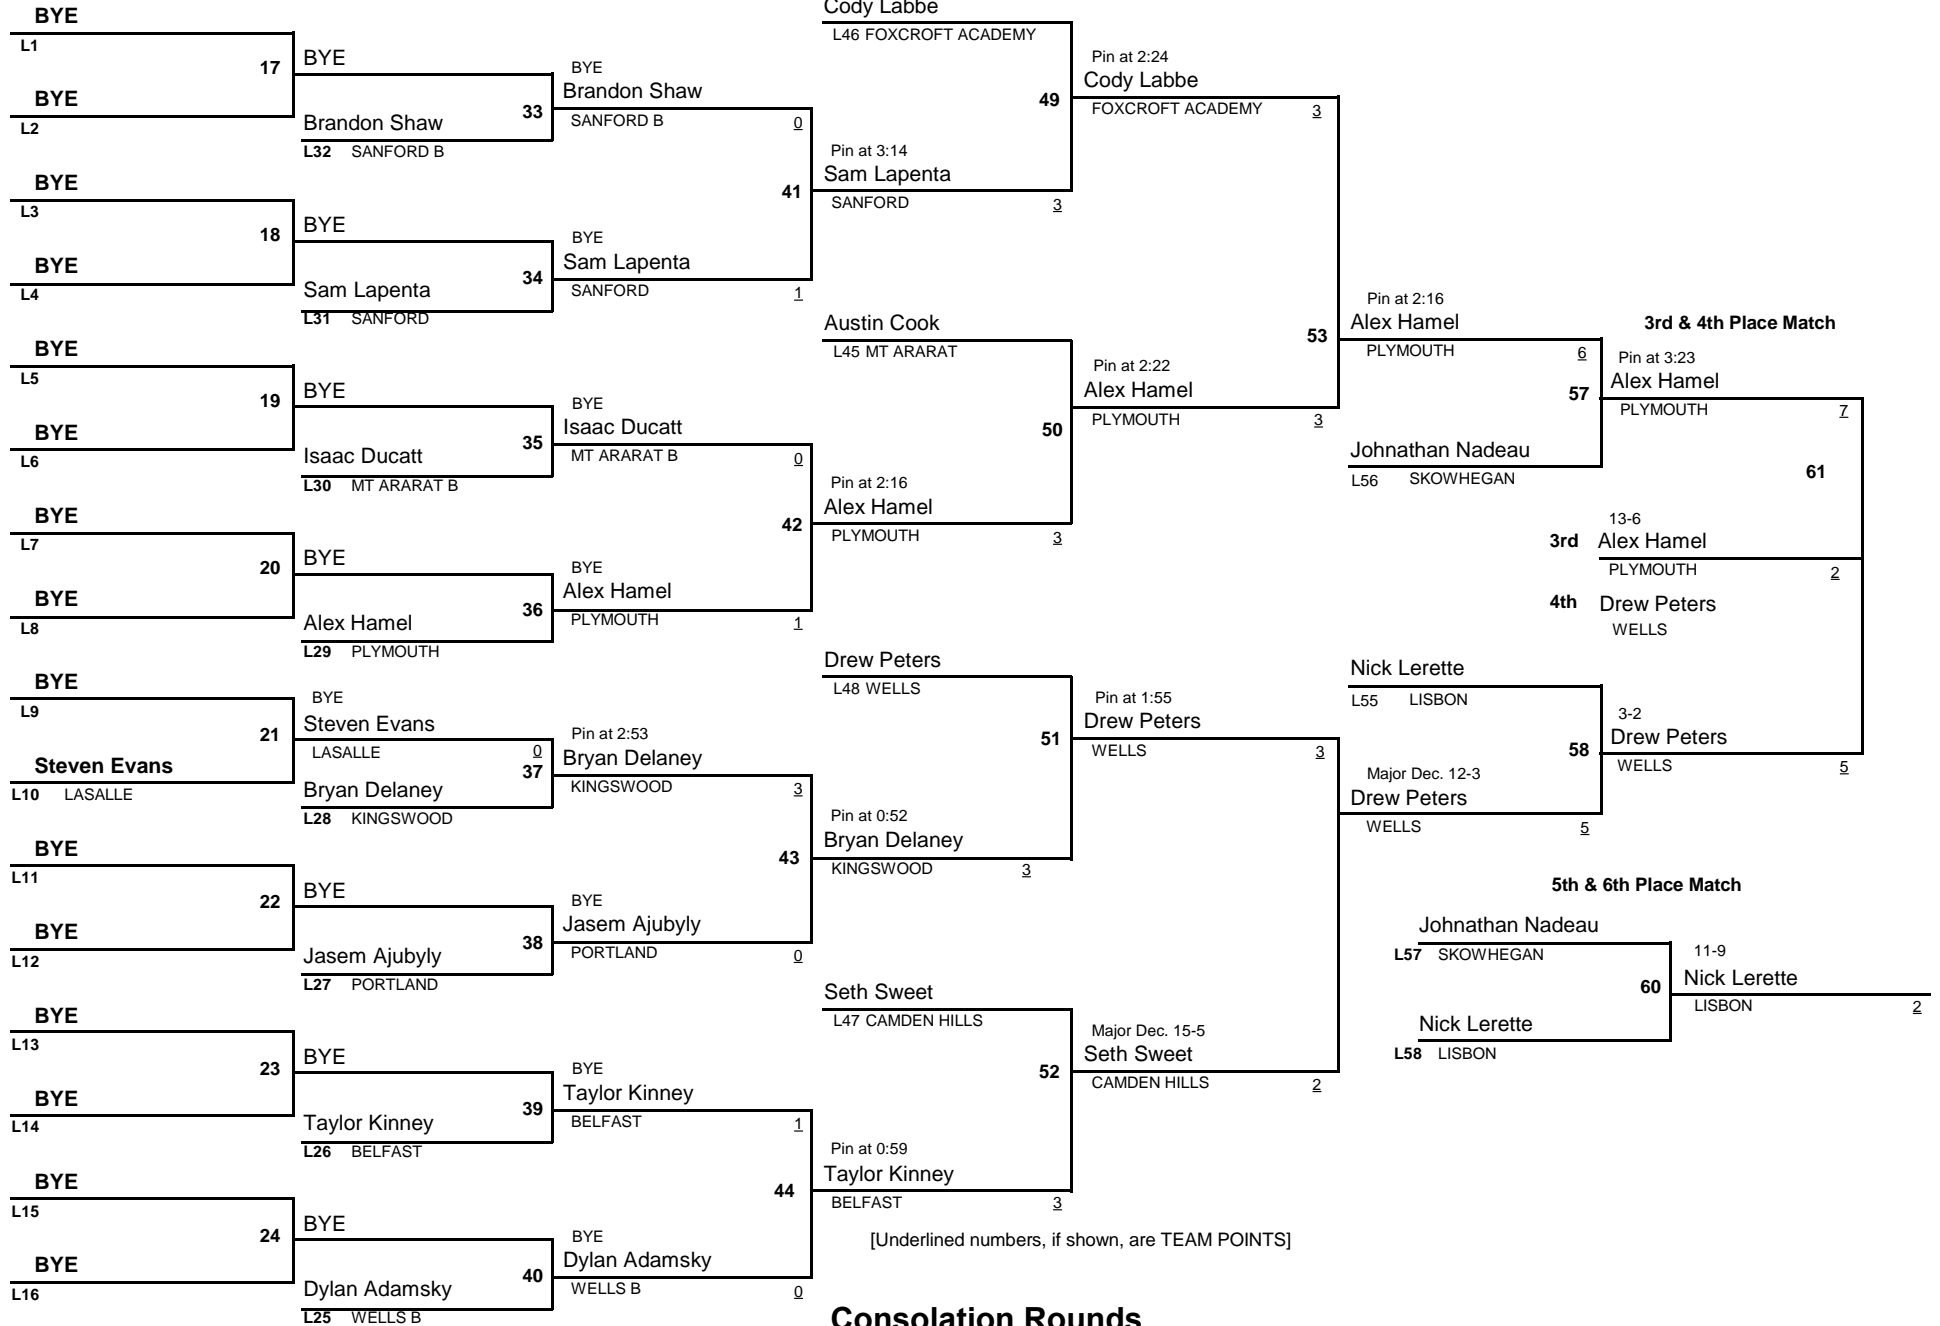 BYE
L1
17
BYE
L2
BYE
L3
18
BYE
L4
BYE
L5
19
BYE
L6
BYE
L7
20
BYE
L8
BYE
L9
21
Steven Evans
L10 LASALLE
BYE
L11
22
BYE
L12
BYE
L13
23
BYE
L14
BYE
L15
24
BYE
L16
BYE
33
Brandon Shaw
L32 SANFORD B
BYE
34
Sam Lapenta
L31 SANFORD
BYE
35
Isaac Ducatt
L30 MT ARARAT B
BYE
36
Alex Hamel
L29 PLYMOUTH
BYE
Steven Evans
LASALLE 0
37
Bryan Delaney
L28 KINGSWOOD
BYE
38
Jasem Ajubyly
L27 PORTLAND
BYE
39
Taylor Kinney
L26 BELFAST
BYE
40
Dylan Adamsky
L25 WELLS B
BYE
Brandon Shaw
SANFORD B 0
41
BYE
Sam Lapenta
SANFORD 1
BYE
Isaac Ducatt
MT ARARAT B 0
42
BYE
Alex Hamel
PLYMOUTH 1
Pin at 2:53
Bryan Delaney
KINGSWOOD 3
43
BYE
Jasem Ajubyly
PORTLAND 0
BYE
Taylor Kinney
BELFAST 1
44
BYE
Dylan Adamsky
WELLS B 0
Cody Labbe
L46 FOXCROFT ACADEMY
49
Pin at 3:14
Sam Lapenta
SANFORD 3
Austin Cook
L45 MT ARARAT
50
Pin at 2:16
Alex Hamel
PLYMOUTH 3
Drew Peters
L48 WELLS
51
Pin at 0:52
Bryan Delaney
KINGSWOOD 3
Seth Sweet
L47 CAMDEN HILLS
52
Pin at 0:59
Taylor Kinney
BELFAST 3
Pin at 2:24
Cody Labbe
FOXCROFT ACADEMY 3
53
Pin at 2:22
Alex Hamel
PLYMOUTH 3
Pin at 1:55
Drew Peters
WELLS 3
Major Dec. 15-5
Seth Sweet
CAMDEN HILLS 2
Pin at 2:16
Alex Hamel
PLYMOUTH 6
57
Johnathan Nadeau
L56 SKOWHEGAN
Nick Lerette
L55 LISBON
58
Major Dec. 12-3
Drew Peters
WELLS 5
3rd & 4th Place Match
Pin at 3:23
Alex Hamel
PLYMOUTH 7
61
13-6
3rd Alex Hamel
PLYMOUTH 2
4th Drew Peters
WELLS
3-2
Drew Peters
WELLS 5
5th & 6th Place Match
Johnathan Nadeau
L57 SKOWHEGAN
60
Nick Lerette
L58 LISBON
11-9
Nick Lerette
LISBON 2
[Underlined numbers, if shown, are TEAM POINTS]
Consolation Rounds